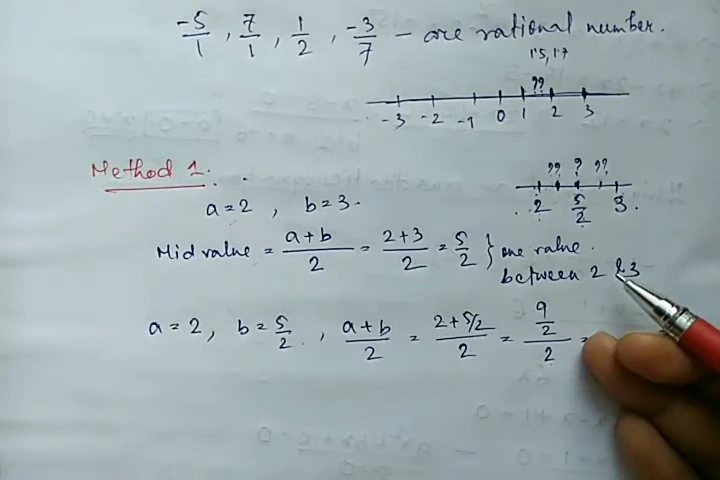 -5/1 , 7/1 , 1/2 , -3/7 — are rational number.
1.5, 1.7
??
-3 -2 -1 0 1 2 3
Method 1:
?? ? ??
2 5/2 3
a=2 , b=3.
Mid value = a+b/2 = 2+3/2 = 5/2 } one value.
between 2 & 3
a=2, b=5/2 , a+b/2 = 2+5/2/2 = 9/2/2 =